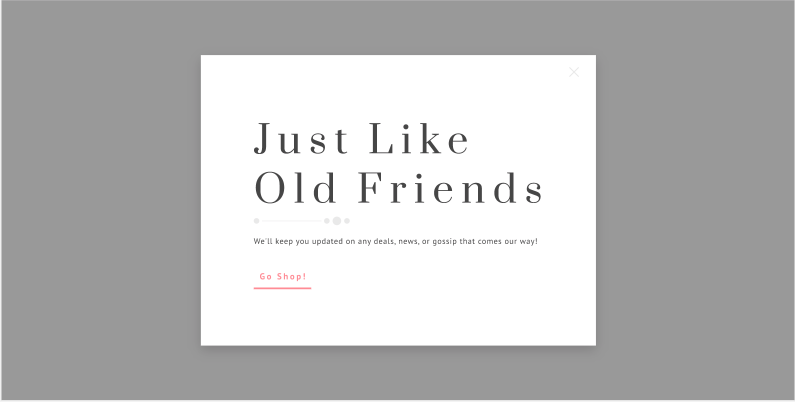 Just Like
Old Friends
We'll keep you updated on any deals, news, or gossip that comes our way!
Go Shop!